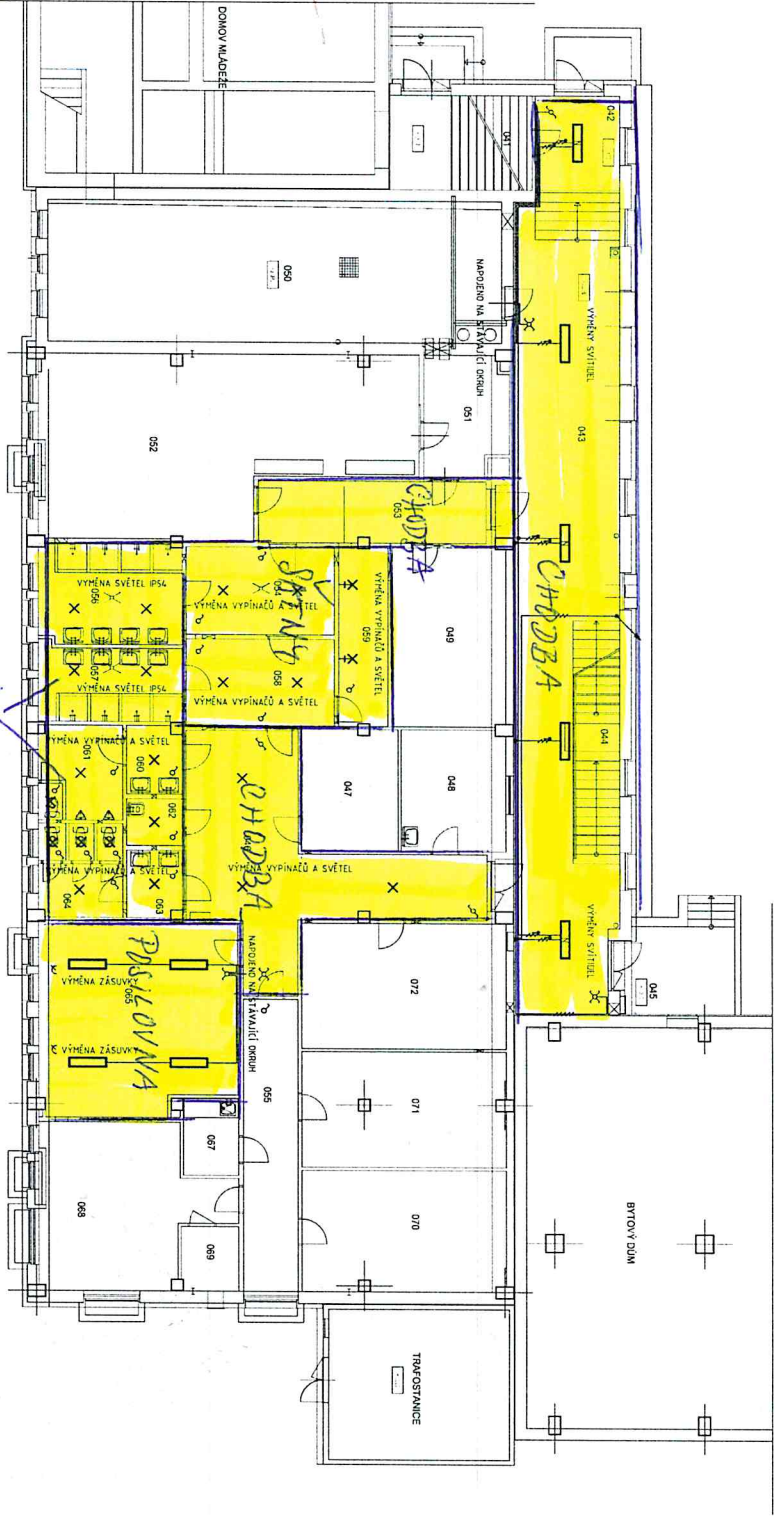 DOMOV MLÁDEŽE
041
042
VÝMĚNY SVÍTIDEL
043
CHODBA
044
VÝMĚNY SVÍTIDEL
045
050
NAPOJENO NA STÁVAJÍCÍ OKRUH
051
052
CHODBA
053
049
VÝMĚNA VYPÍNAČŮ A SVĚTEL
059
ŠATNY
054
VÝMĚNA VYPÍNAČŮ A SVĚTEL
058
VÝMĚNA VYPÍNAČŮ A SVĚTEL
VÝMĚNA SVĚTEL IP54
056
057
VÝMĚNA SVĚTEL IP54
047
048
CHODBA
VÝMĚNA VYPÍNAČŮ A SVĚTEL
VÝMĚNA VYPÍNAČŮ A SVĚTEL
061
060
062
VÝMĚNA VYPÍNAČŮ A SVĚTEL
064
063
POSILOVNA
VÝMĚNA ZÁSUVKY
065
VÝMĚNA ZÁSUVKY
NAPOJENO NA STÁVAJÍCÍ OKRUH
055
072
071
070
067
068
069
BYTOVÝ DŮM
TRAFOSTANICE